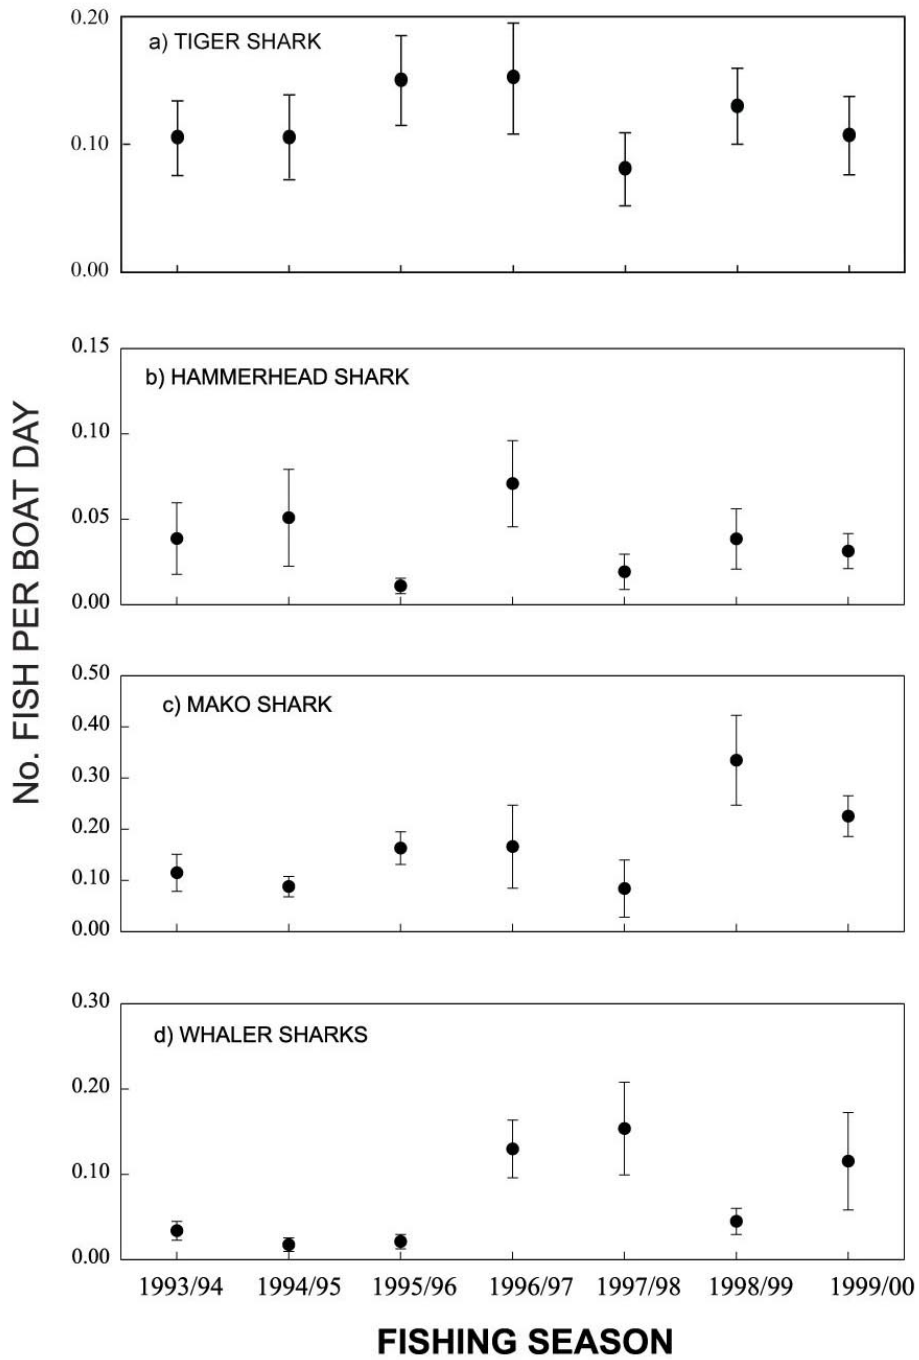 No. FISH PER BOAT DAY
a) TIGER SHARK
0.20
0.10
0.00
b) HAMMERHEAD SHARK
0.15
0.10
0.05
0.00
c) MAKO SHARK
0.50
0.40
0.30
0.20
0.10
0.00
d) WHALER SHARKS
0.30
0.20
0.10
0.00
1993/94 1994/95 1995/96 1996/97 1997/98 1998/99 1999/00
FISHING SEASON